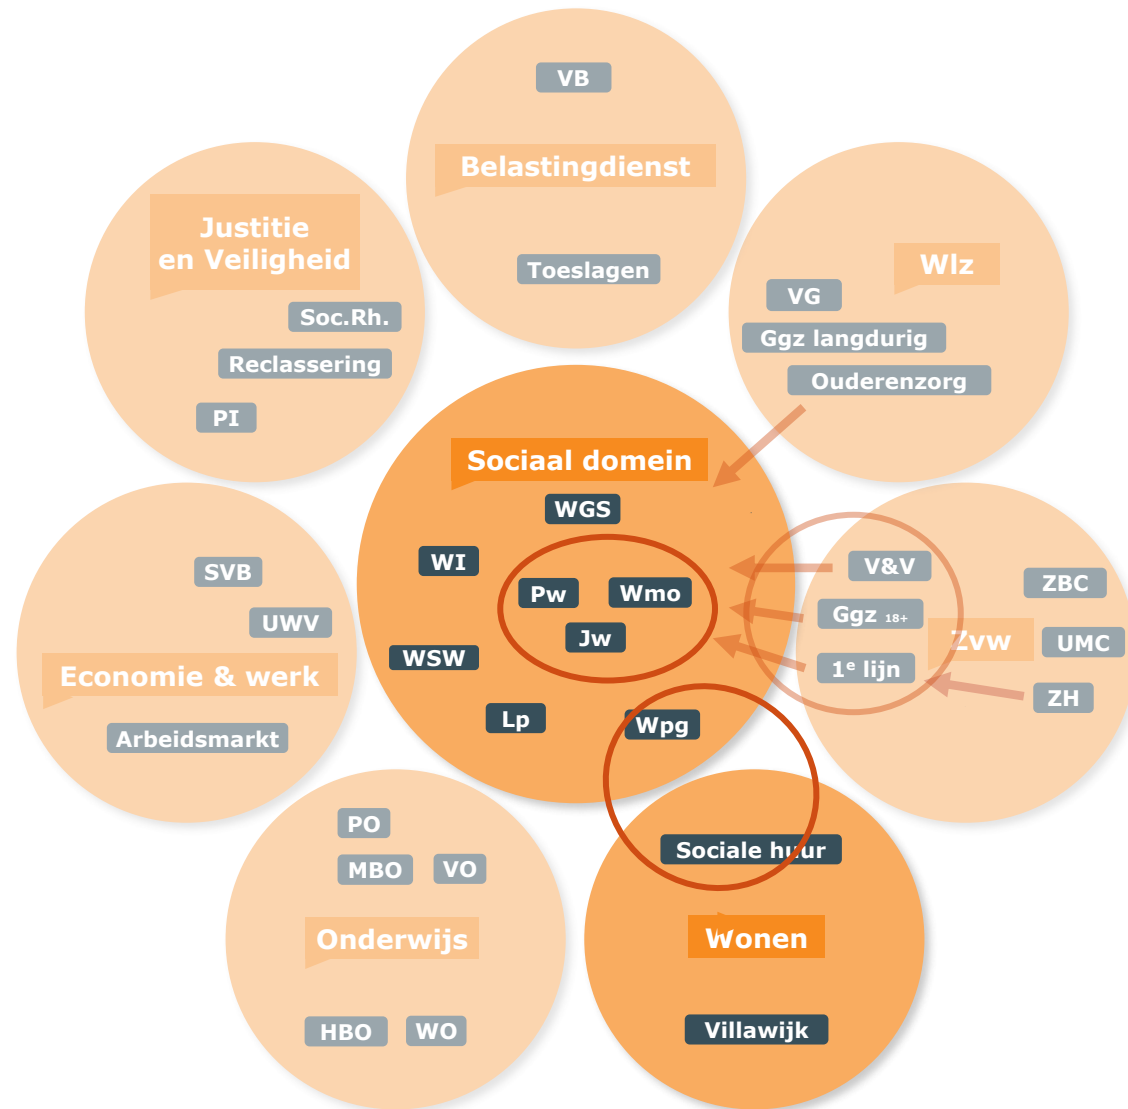 VB
Belastingdienst
Toeslagen
Justitie
en Veiligheid
Soc.Rh.
Reclassering
PI
Wlz
VG
Ggz langdurig
Ouderenzorg
Sociaal domein
WGS
WI
Pw
Wmo
Jw
WSW
Lp
Wpg
SVB
UWV
Economie & werk
Arbeidsmarkt
V&V
ZBC
Ggz 18+
Zvw
UMC
1e lijn
ZH
PO
MBO
VO
Onderwijs
HBO
WO
Sociale huur
Wonen
Villawijk